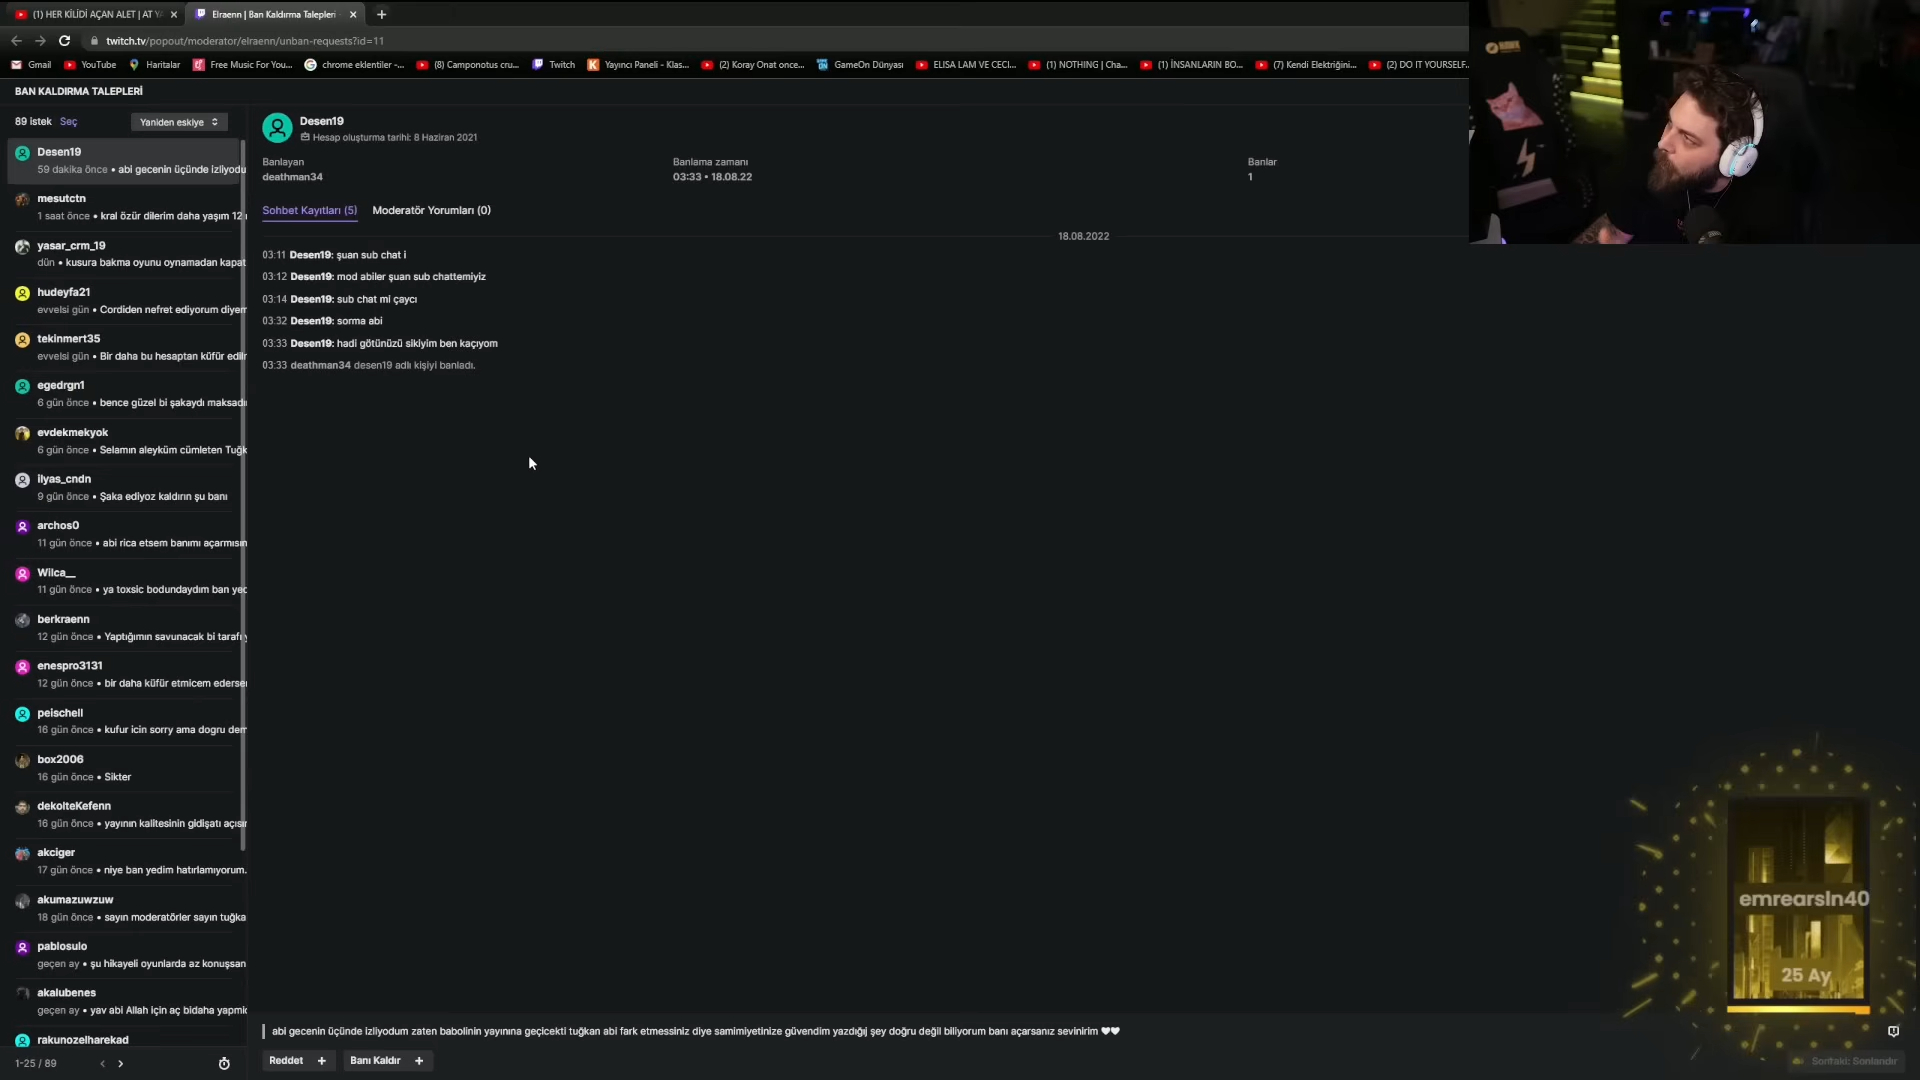 (1) HER KİLİDİ AÇAN ALET | AT YA
Elraenn | Ban Kaldırma Talepleri
twitch.tv/popout/moderator/elraenn/unban-requests?id=11
Gmail
YouTube
Haritalar
Free Music For You...
chrome eklentiler -...
(8) Camponotus cru...
Twitch
Yayıncı Paneli - Klas...
(2) Koray Onat once...
GameOn Dünyası
ELISA LAM VE CECI...
(1) NOTHING | Cha...
(1) İNSANLARIN BO...
(7) Kendi Elektriğini...
(2) DO IT YOURSELF...
BAN KALDIRMA TALEPLERİ
89 istek Seç
Yeniden eskiye
Desen19
59 dakika önce • abi gecenin üçünde izliyodu
mesutctn
1 saat önce • kral özür dilerim daha yaşım 12
yasar_crm_19
dün • kusura bakma oyunu oynamadan kapat
hudeyfa21
evvelsi gün • Cordiden nefret ediyorum diyem
tekinmert35
evvelsi gün • Bir daha bu hesaptan küfür edilm
egedrgn1
6 gün önce • bence güzel bi şakaydı maksadı
evdekmekyok
6 gün önce • Selamın aleyküm cümleten Tuğk
ilyas_cndn
9 gün önce • Şaka ediyoz kaldırın şu banı
archos0
11 gün önce • abi rica etsem banımı açarmısın
Wilca__
11 gün önce • ya toxsic bodundaydım ban yed
berkraenn
12 gün önce • Yaptığımın savunacak bi tarafı y
enespro3131
12 gün önce • bir daha küfür etmicem ederse
peischell
16 gün önce • kufur icin sorry ama dogru dem
box2006
16 gün önce • Sikter
dekolteKefenn
16 gün önce • yayının kalitesinin gidişatı açısı
akciger
17 gün önce • niye ban yedim hatırlamıyorum.
akumazuwzuw
18 gün önce • sayın moderatörler sayın tuğka
pablosulo
geçen ay • şu hikayeli oyunlarda az konuşsan
akalubenes
geçen ay • yav abi Allah için aç bidaha yapmıc
rakunozelharekad
1-25 / 89
Desen19
Hesap oluşturma tarihi: 8 Haziran 2021
Banlayan
deathman34
Banlama zamanı
03:33 • 18.08.22
Banlar
1
Sohbet Kayıtları (5)
Moderatör Yorumları (0)
18.08.2022
03:11 Desen19: şuan sub chat i
03:12 Desen19: mod abiler şuan sub chattemiyiz
03:14 Desen19: sub chat mi çaycı
03:32 Desen19: sorma abi
03:33 Desen19: hadi götünüzü sikiyim ben kaçıyom
03:33 deathman34 desen19 adlı kişiyi banladı.
emrearsln40
25 Ay
abi gecenin üçünde izliyodum zaten babolinin yayınına geçicekti tuğkan abi fark etmessiniz diye samimiyetinize güvendim yazdığıj şey doğru değil biliyorum banı açarsanız sevinirim ♥♥
Reddet +
Banı Kaldır +
Sonraki: Sonlandır